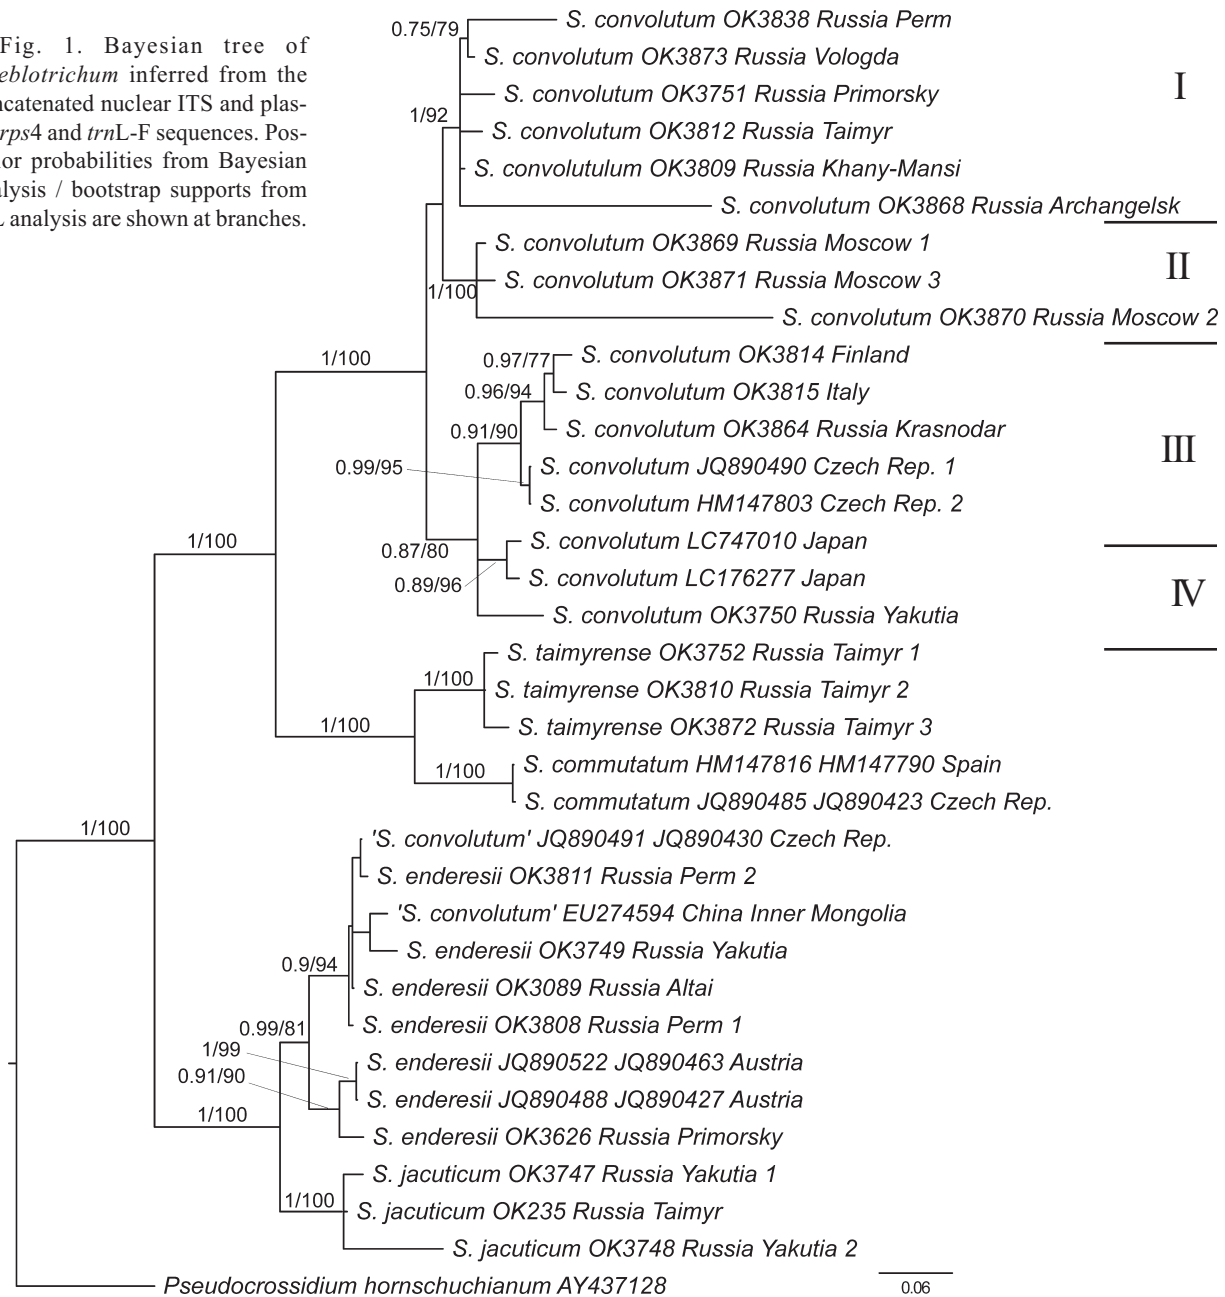 Fig. 1. Bayesian tree of
eblotrichum inferred from the
ncatenated nuclear ITS and plas-
rps4 and trnL-F sequences. Pos-
or probabilities from Bayesian
alysis / bootstrap supports from
L analysis are shown at branches.
0.75/79
S. convolutum OK3838 Russia Perm
S. convolutum OK3873 Russia Vologda
I
S. convolutum OK3751 Russia Primorsky
1/92
S. convolutum OK3812 Russia Taimyr
S. convolutulum OK3809 Russia Khany-Mansi
S. convolutum OK3868 Russia Archangelsk
S. convolutum OK3869 Russia Moscow 1
II
S. convolutum OK3871 Russia Moscow 3
1/100
S. convolutum OK3870 Russia Moscow 2
1/100
0.97/77
S. convolutum OK3814 Finland
0.96/94
S. convolutum OK3815 Italy
0.91/90
S. convolutum OK3864 Russia Krasnodar
III
0.99/95
S. convolutum JQ890490 Czech Rep. 1
S. convolutum HM147803 Czech Rep. 2
1/100
0.87/80
S. convolutum LC747010 Japan
0.89/96
S. convolutum LC176277 Japan
IV
S. convolutum OK3750 Russia Yakutia
S. taimyrense OK3752 Russia Taimyr 1
1/100
S. taimyrense OK3810 Russia Taimyr 2
1/100
S. taimyrense OK3872 Russia Taimyr 3
1/100
S. commutatum HM147816 HM147790 Spain
S. commutatum JQ890485 JQ890423 Czech Rep.
1/100
'S. convolutum' JQ890491 JQ890430 Czech Rep.
S. enderesii OK3811 Russia Perm 2
'S. convolutum' EU274594 China Inner Mongolia
S. enderesii OK3749 Russia Yakutia
0.9/94
S. enderesii OK3089 Russia Altai
0.99/81
S. enderesii OK3808 Russia Perm 1
1/99
S. enderesii JQ890522 JQ890463 Austria
0.91/90
S. enderesii JQ890488 JQ890427 Austria
1/100
S. enderesii OK3626 Russia Primorsky
S. jacuticum OK3747 Russia Yakutia 1
1/100
S. jacuticum OK235 Russia Taimyr
S. jacuticum OK3748 Russia Yakutia 2
Pseudocrossidium hornschuchianum AY437128
0.06